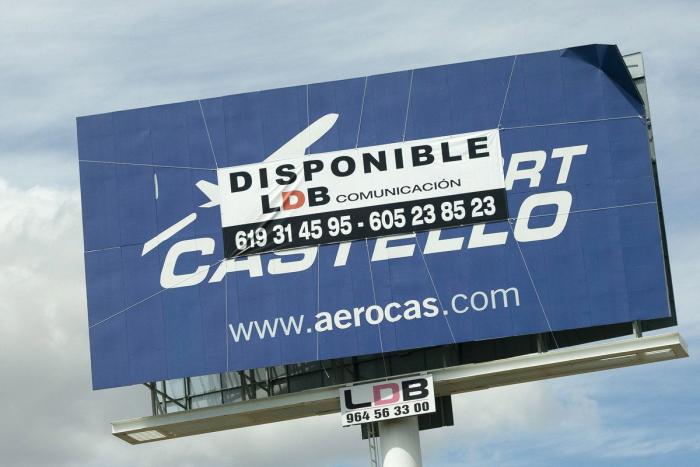 DISPONIBLE
LDB COMUNICACIÓN
619 31 45 95 - 605 23 85 23
CASTELLO
www.aerocas.com
LDB
964 56 33 00